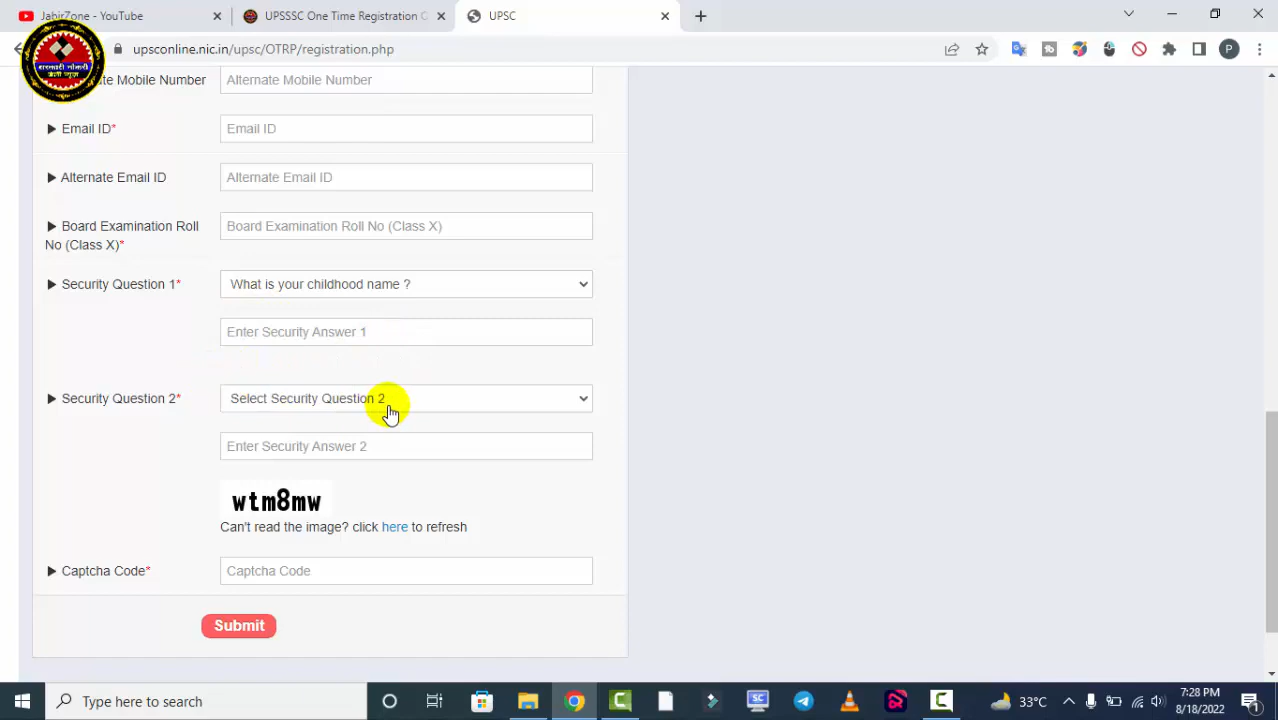 JabirZone - YouTube
UPSSSC One Time Registration
UPSC
upsconline.nic.in/upsc/OTRP/registration.php
P
सरकारी नौकरी
Mobile Number
Alternate Mobile Number
Email ID*
Email ID
Alternate Email ID
Alternate Email ID
Board Examination Roll
No (Class X)*
Board Examination Roll No (Class X)
Security Question 1*
What is your childhood name ?
Enter Security Answer 1
Security Question 2*
Select Security Question 2
Enter Security Answer 2
wtm8mw
Can't read the image? click here to refresh
Captcha Code*
Captcha Code
Submit
Type here to search
SC
33°C
7:28 PM
8/18/2022
1